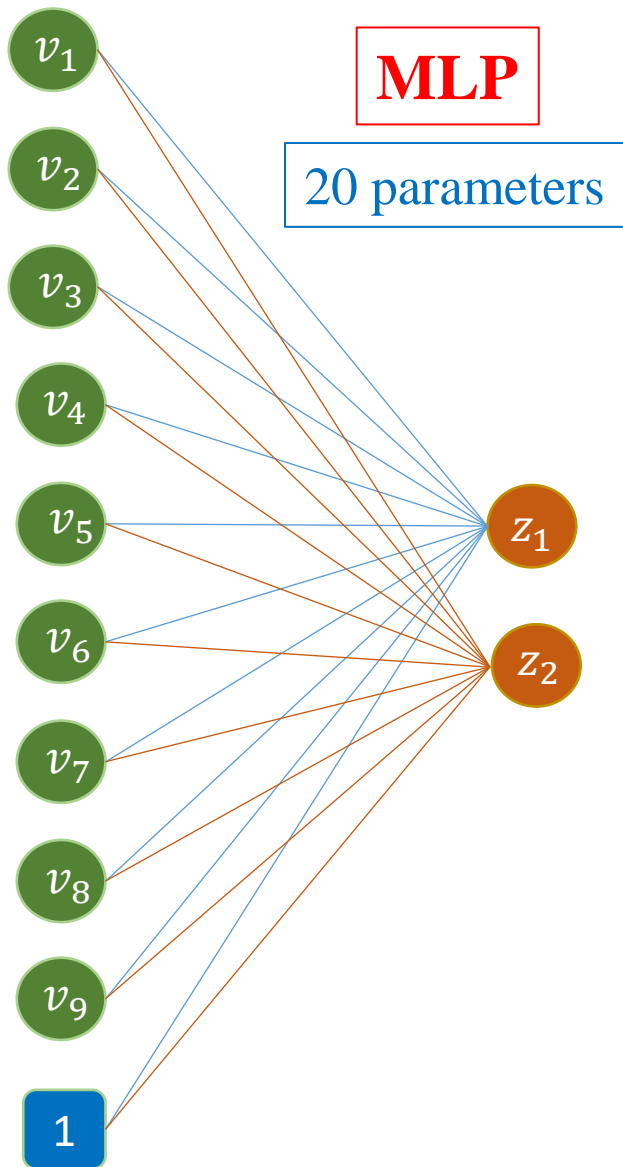 MLP
20 parameters
v₁
v₂
v₃
v₄
v₅
v₆
v₇
v₈
v₉
1
z₁
z₂